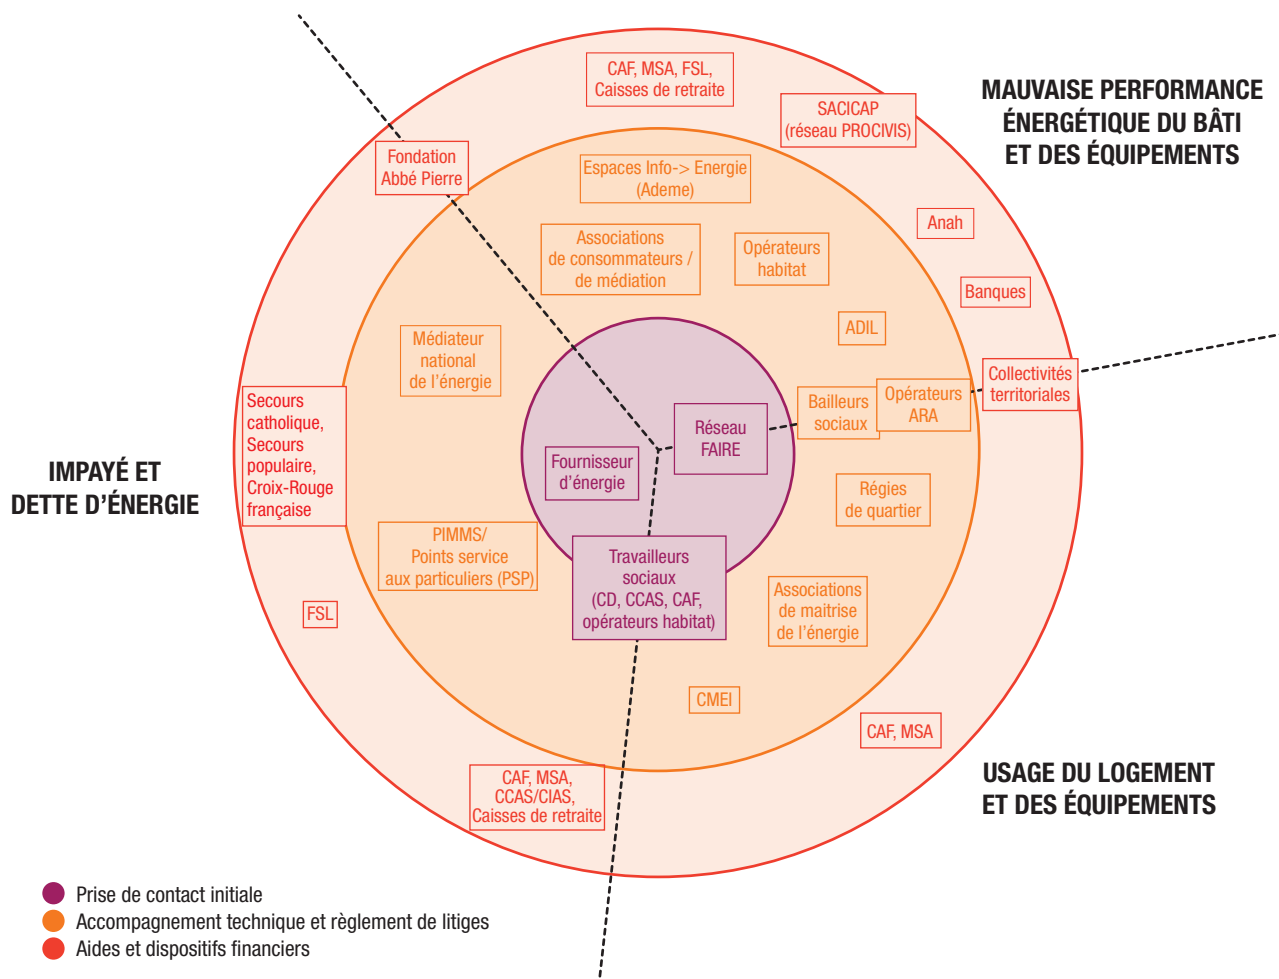 CAF, MSA, FSL,
Caisses de retraite
SACICAP
(réseau PROCIVIS)
MAUVAISE PERFORMANCE
ÉNERGÉTIQUE DU BÂTI
ET DES ÉQUIPEMENTS
Fondation
Abbé Pierre
Espaces Info-> Energie
(Ademe)
Anah
Associations
de consommateurs /
de médiation
Opérateurs
habitat
Banques
ADIL
Médiateur
national
de l'énergie
Collectivités
territoriales
Secours
catholique,
Secours
populaire,
Croix-Rouge
française
Bailleurs
sociaux
Opérateurs
ARA
Réseau
FAIRE
IMPAYÉ ET
DETTE D'ÉNERGIE
Fournisseur
d'énergie
Régies
de quartier
PIMMS/
Points service
aux particuliers (PSP)
Travailleurs
sociaux
(CD, CCAS, CAF,
opérateurs habitat)
Associations
de maitrise
de l'énergie
FSL
CMEI
CAF, MSA
CAF, MSA,
CCAS/CIAS,
Caisses de retraite
USAGE DU LOGEMENT
ET DES ÉQUIPEMENTS
Prise de contact initiale
Accompagnement technique et règlement de litiges
Aides et dispositifs financiers